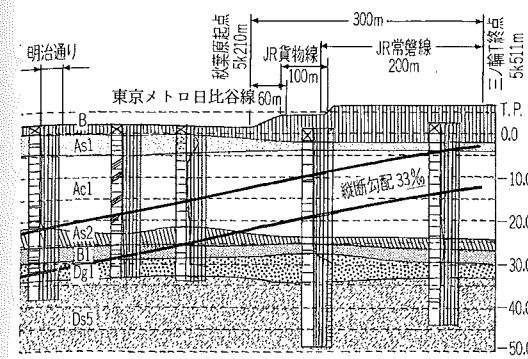 300m
明治通り
秋葉原起点
5k210m
JR貨物線
100m
JR常磐線
200m
三ノ輪T終点
5k511m
東京メトロ日比谷線
60m
T.P.
B
0.0
As1
Ac1
縦断勾配 33‰
-10.0
-20.0
As2
B1
Dg1
-30.0
Ds5
-40.0
-50.0